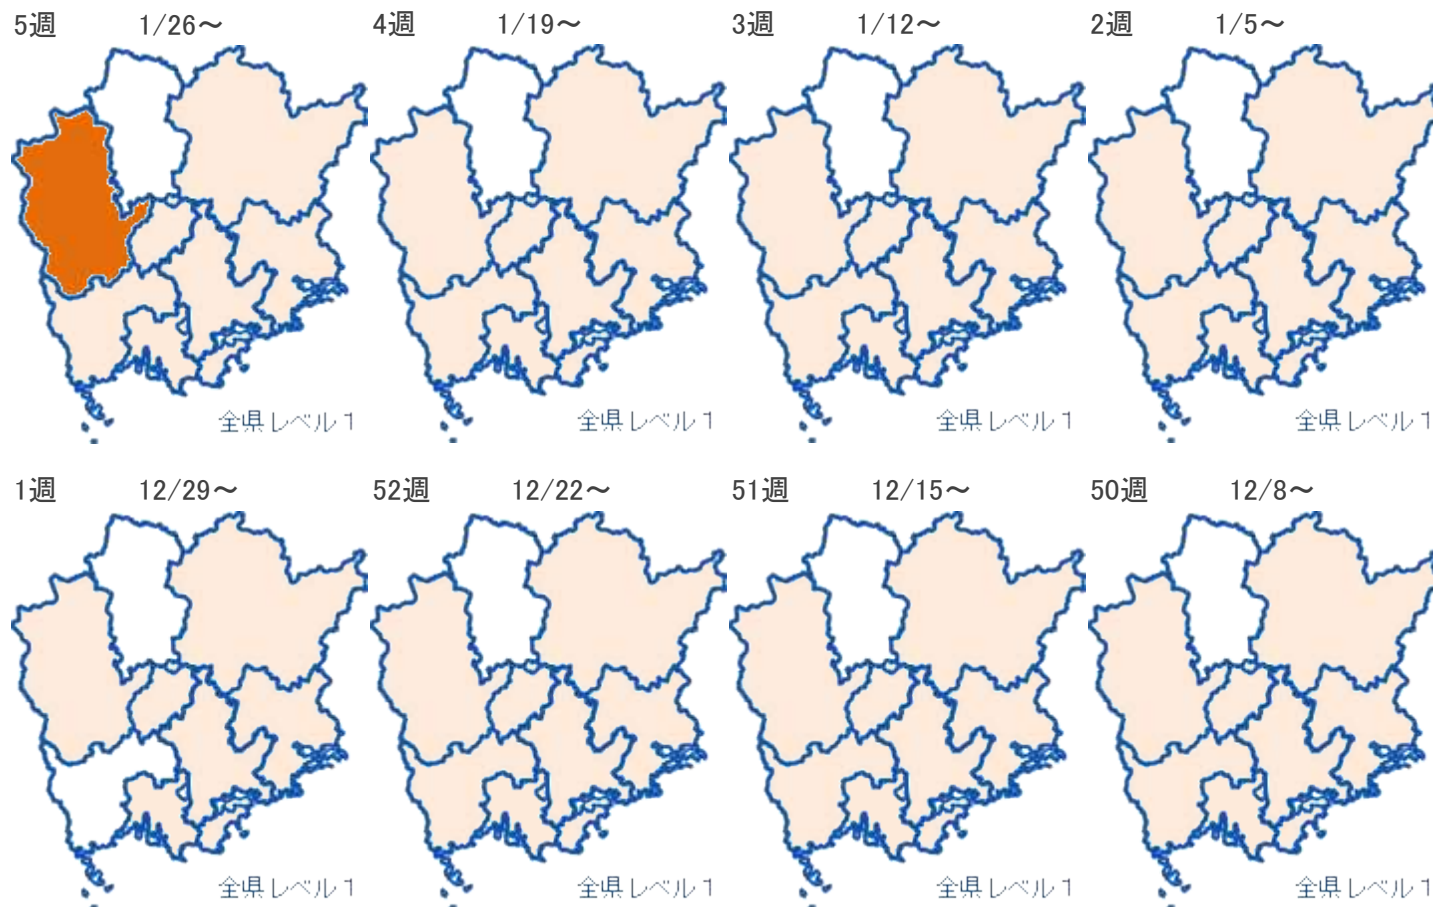 5週 1/26～
4週 1/19～
3週 1/12～
2週 1/5～
全県レベル1
全県レベル1
全県レベル1
全県レベル1
1週 12/29～
52週 12/22～
51週 12/15～
50週 12/8～
全県レベル1
全県レベル1
全県レベル1
全県レベル1